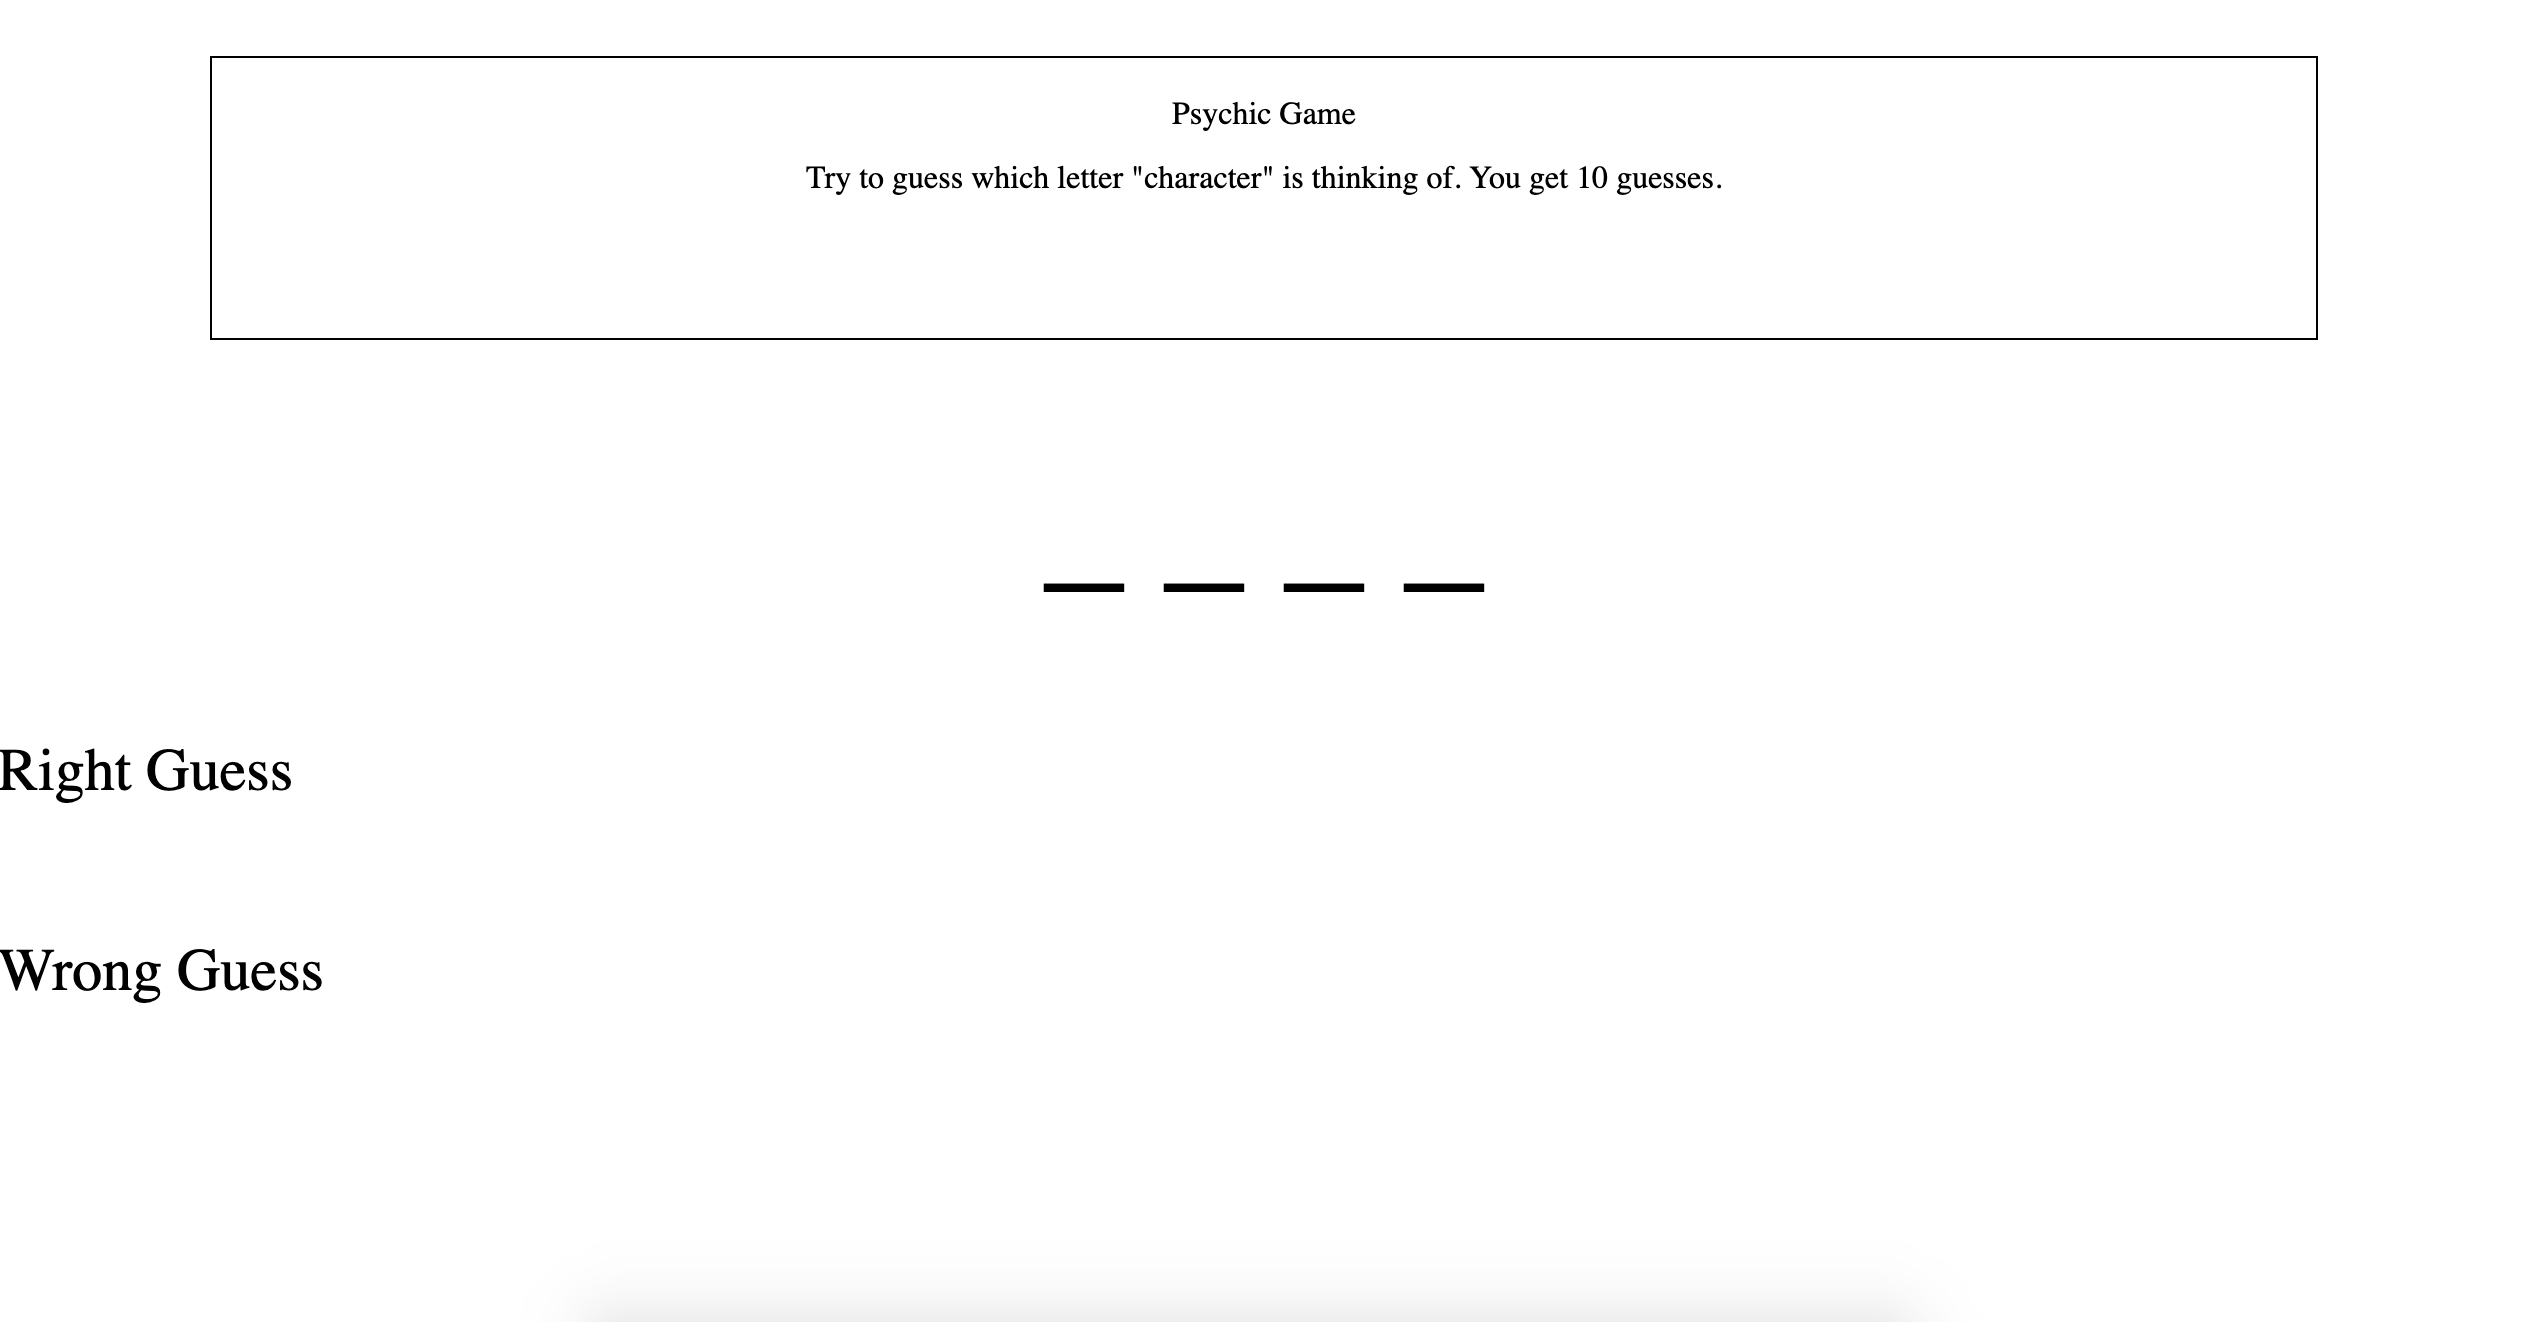 Psychic Game
Try to guess which letter "character" is thinking of. You get 10 guesses.
_ _ _ _
Right Guess
Wrong Guess